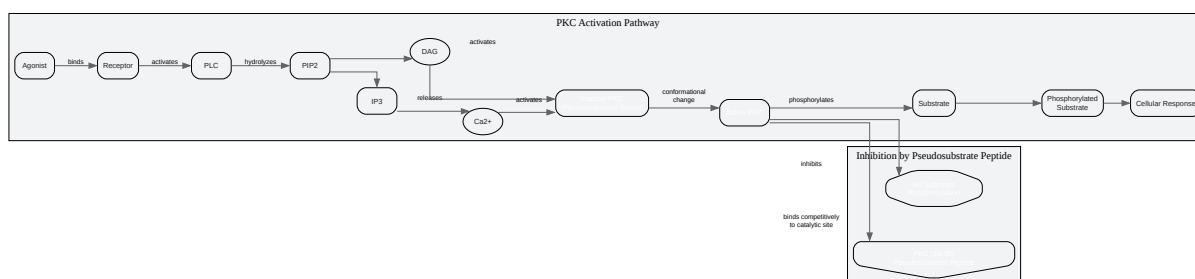 PKC Activation Pathway
activates
DAG
Agonist
binds
Receptor
activates
PLC
hydrolyzes
PIP2
IP3
releases
Ca2+
activates
conformational
change
phosphorylates
Substrate
Phosphorylated
Substrate
Cellular Response
Inhibition by Pseudosubstrate Peptide
inhibits
binds competitively
to catalytic site